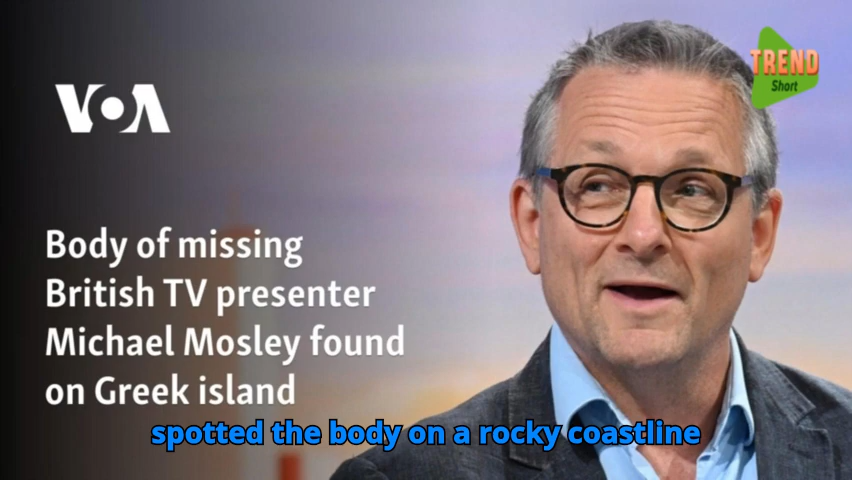 VOA
TREND
Short
Body of missing
British TV presenter
Michael Mosley found
on Greek island
spotted the body on a rocky coastline